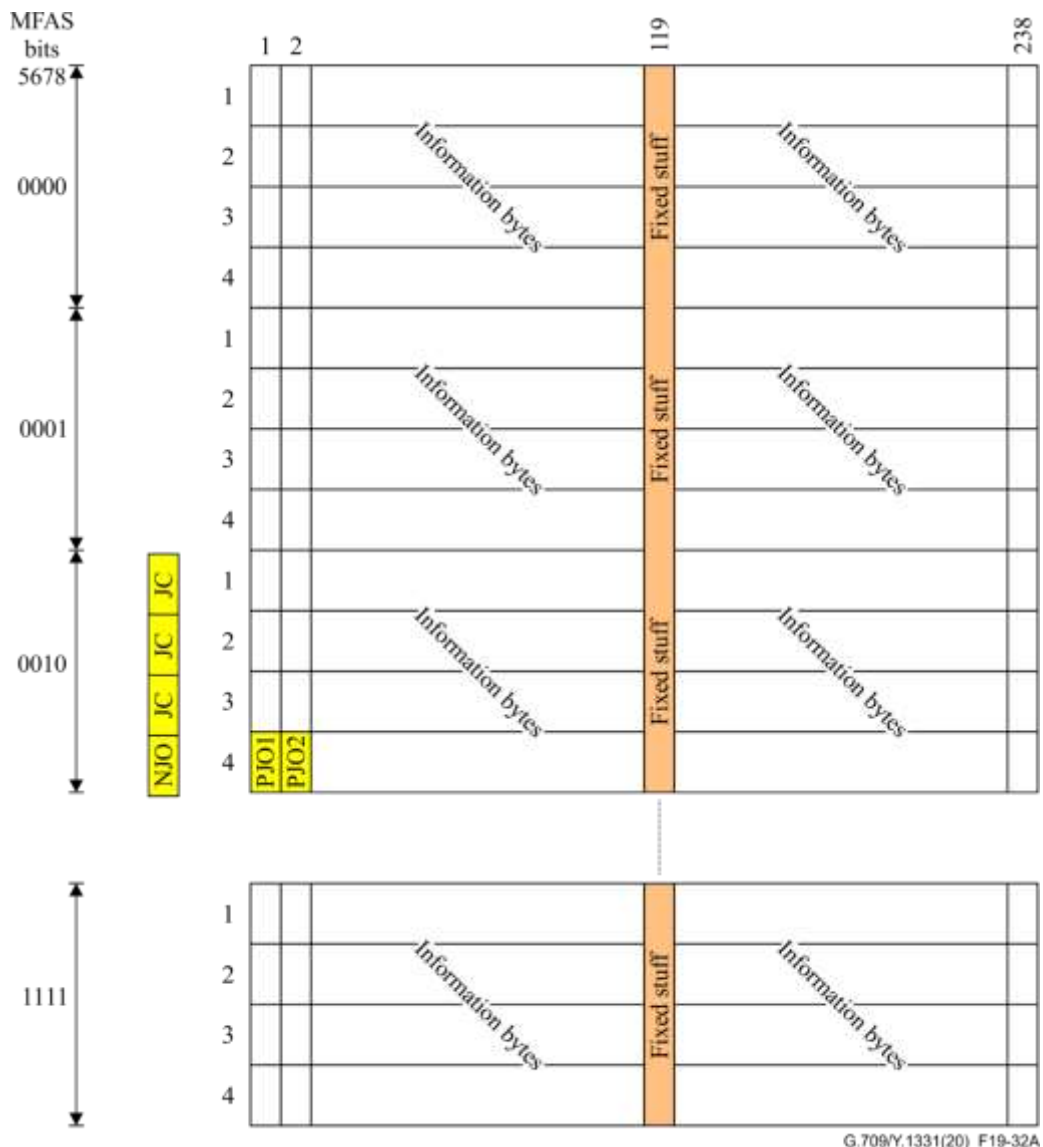 MFAS
bits
5678
1 2 119 238
1
2
3
4
0000
Information bytes
Fixed stuff
Information bytes
1
2
3
4
0001
Information bytes
Fixed stuff
Information bytes
1
2
3
4
0010
JC
JC
JC
NJO
PJO1
PJO2
Information bytes
Fixed stuff
Information bytes
1
2
3
4
1111
Information bytes
Fixed stuff
Information bytes
G.709/Y.1331(20)_F19-32A